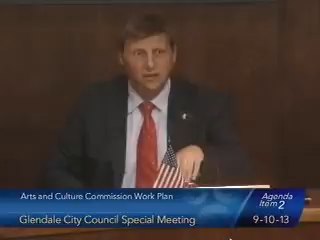 Arts and Culture Commission Work Plan
Agenda
Item 2
Glendale City Council Special Meeting
9-10-13